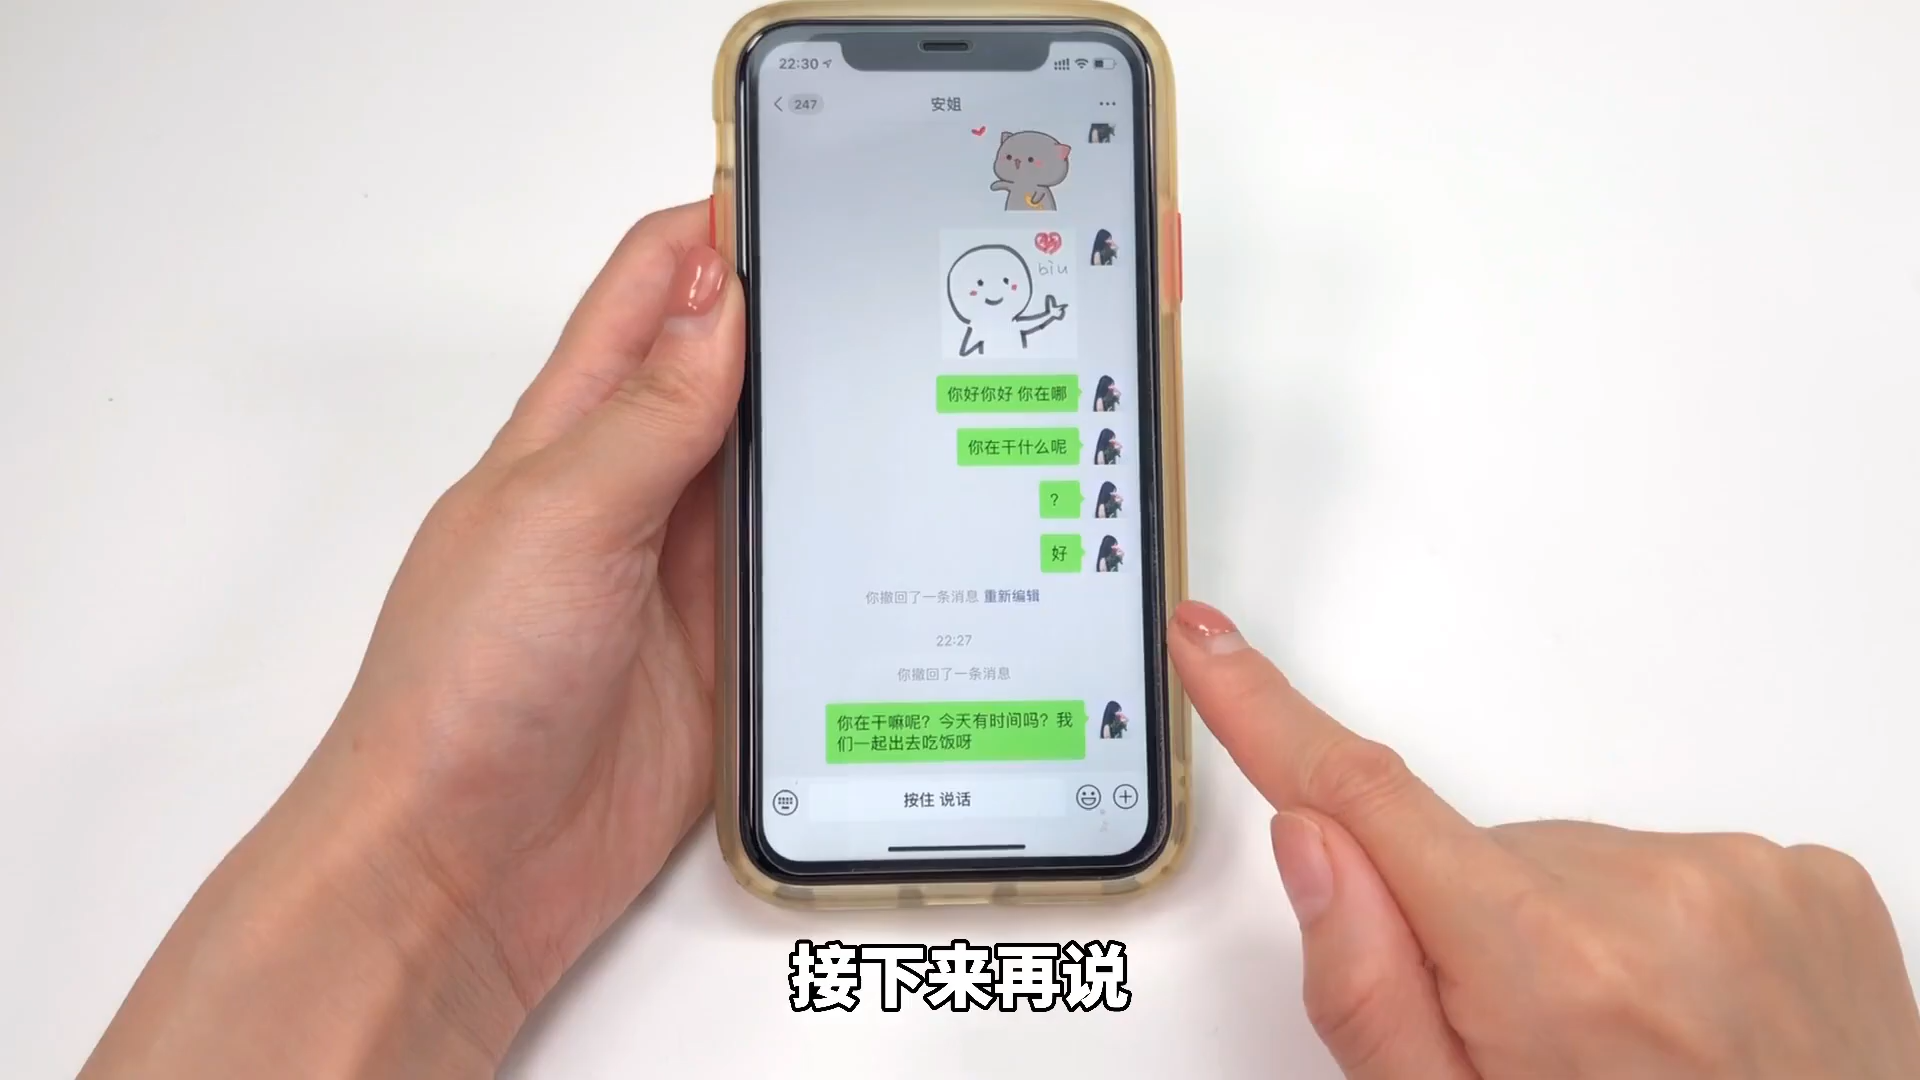 22:30
247
安姐
biu
你好你好 你在哪
你在干什么呢
?
好
你撤回了一条消息 重新编辑
22:27
你撤回了一条消息
你在干嘛呢? 今天有时间吗? 我
们一起出去吃饭呀
按住 说话
接下来再说